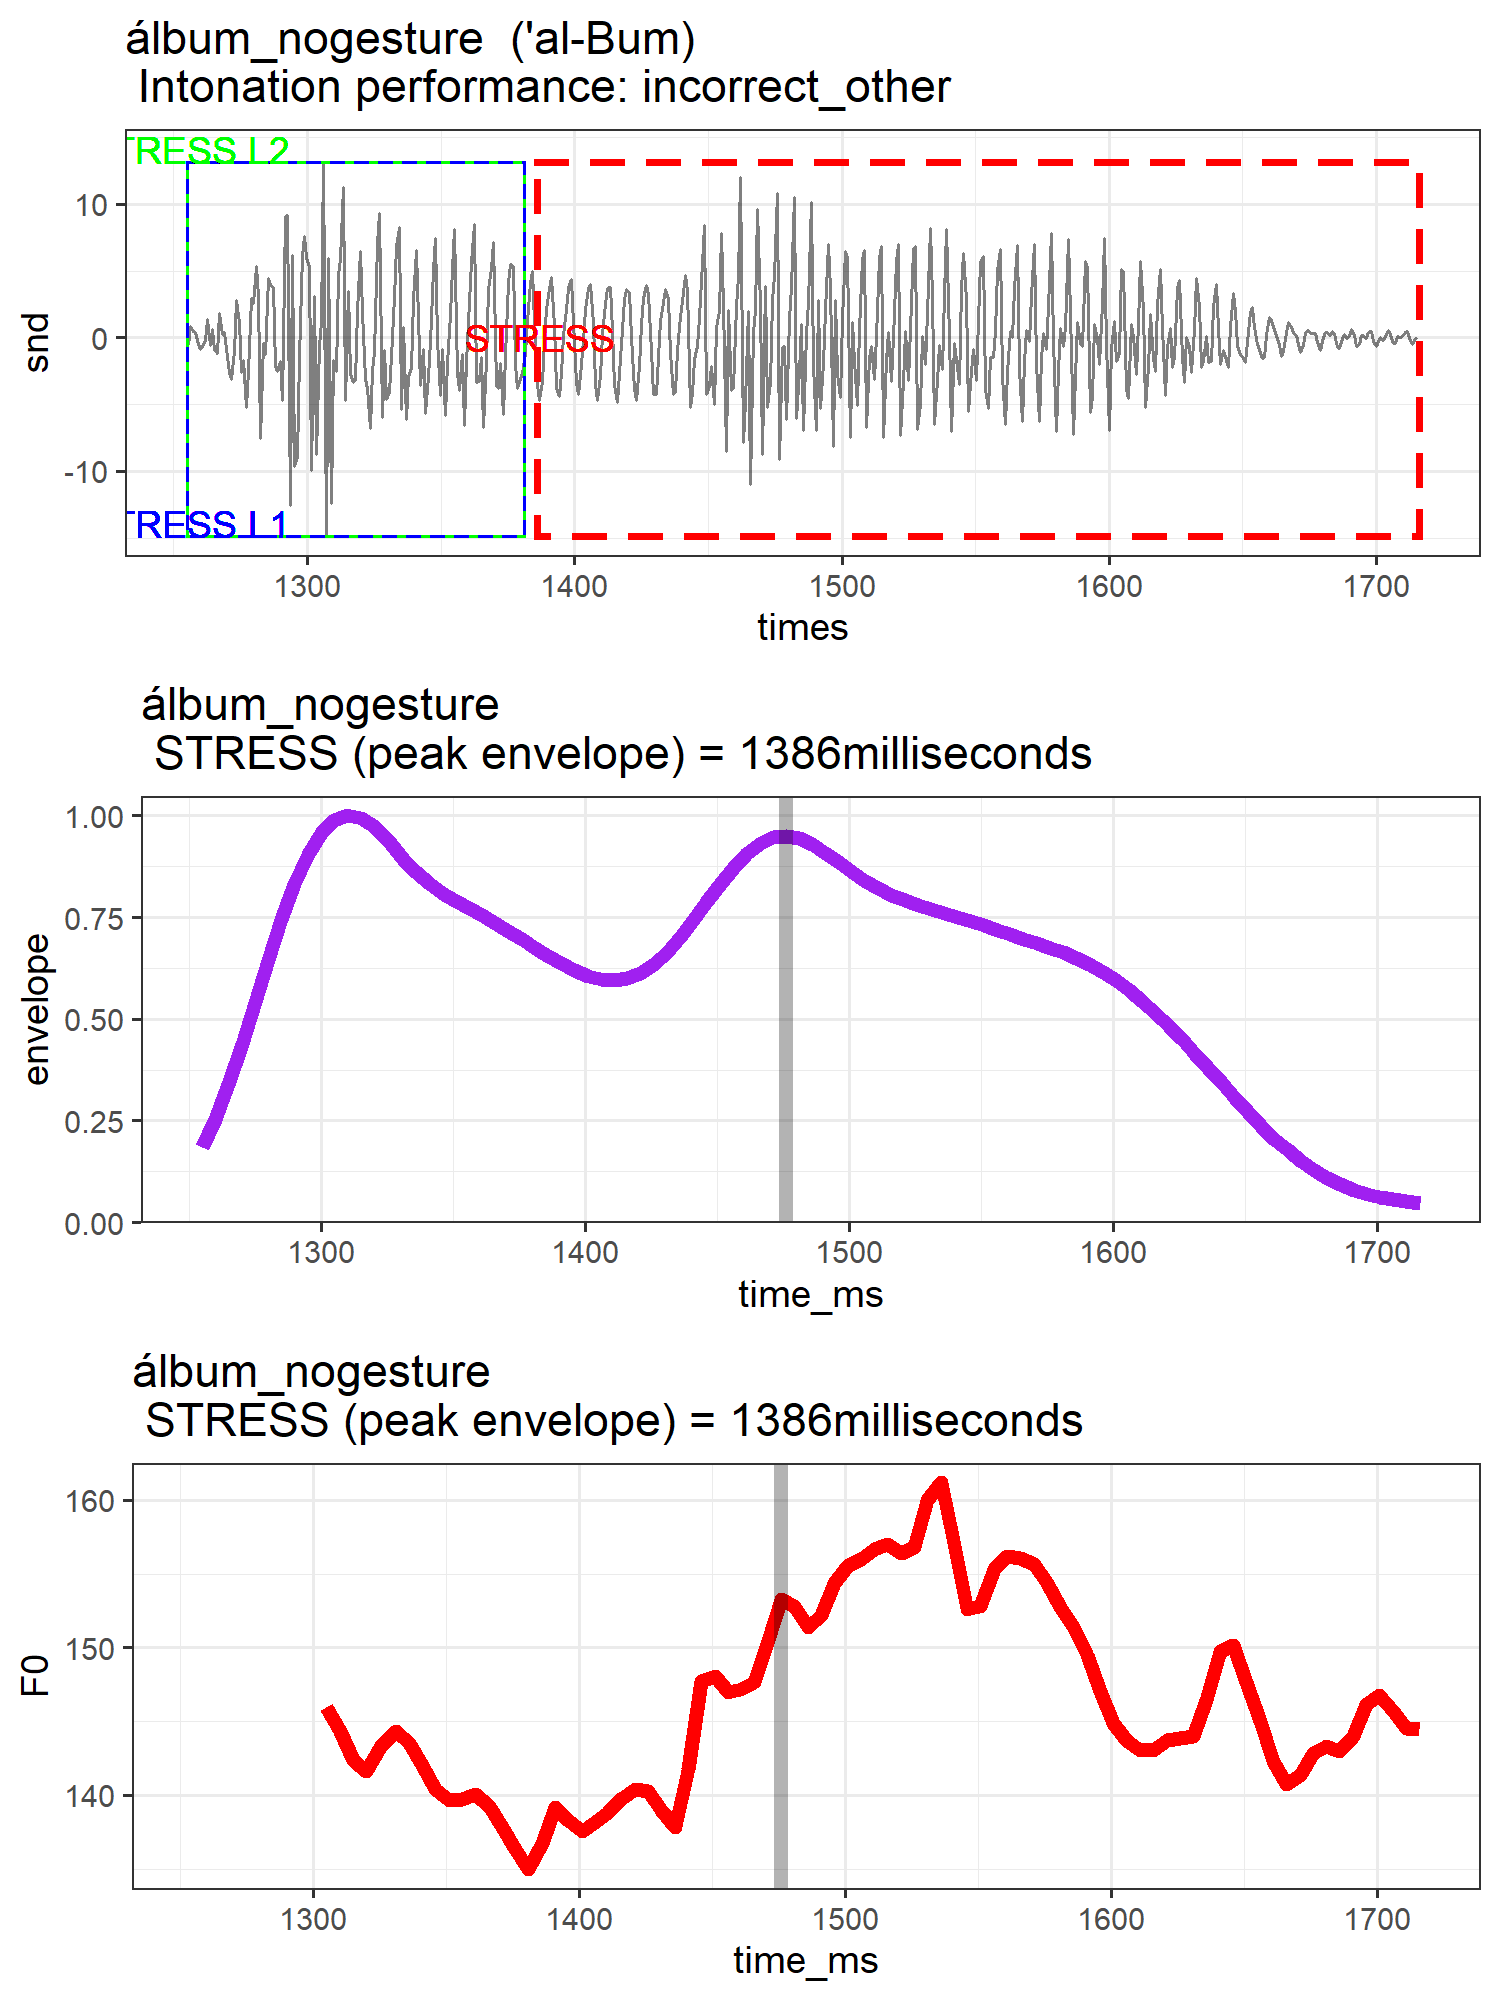 álbum_nogesture ('al-Bum)
Intonation performance: incorrect_other
TRESS L2
10
0
-10
snd
STRESS
TRESS L1
1300 1400 1500 1600 1700
times
álbum_nogesture
STRESS (peak envelope) = 1386milliseconds
1.00
0.75
0.50
0.25
0.00
envelope
1300 1400 1500 1600 1700
time_ms
álbum_nogesture
STRESS (peak envelope) = 1386milliseconds
160
150
140
F0
1300 1400 1500 1600 1700
time_ms